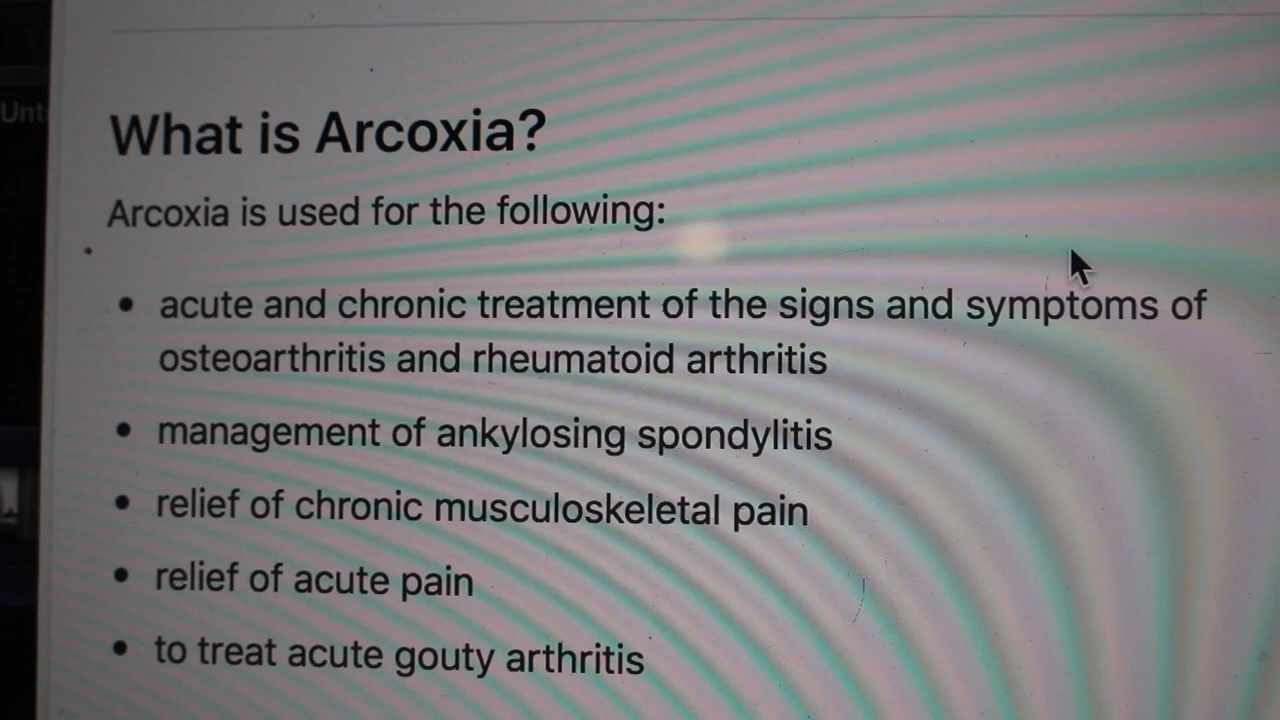 Unt
What is Arcoxia?
Arcoxia is used for the following:
• acute and chronic treatment of the signs and symptoms of
osteoarthritis and rheumatoid arthritis
• management of ankylosing spondylitis
• relief of chronic musculoskeletal pain
• relief of acute pain
• to treat acute gouty arthritis